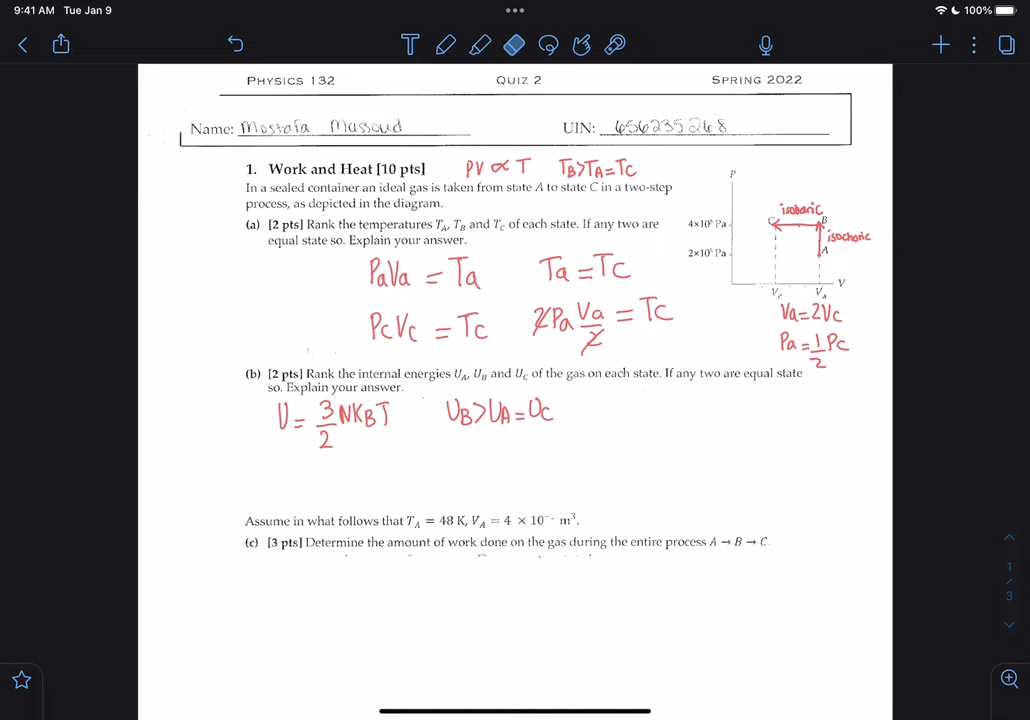 9:41 AM Tue Jan 9
100%
PHYSICS 132 QUIZ 2 SPRING 2022
Name: Mostafa Massoud UIN: 656235268
1. Work and Heat [10 pts] PV ∝ T TB>TA=TC
In a sealed container an ideal gas is taken from state A to state C in a two-step
process, as depicted in the diagram.
(a) [2 pts] Rank the temperatures TA, TB and TC of each state. If any two are
equal state so. Explain your answer.
P
isobaric
C B
4×10⁵ Pa
isochoric
2×10⁵ Pa
A
V
VC VA
Va=2Vc
Pa=1/2 Pc
PaVa = Ta Ta=Tc
PcVc = Tc 2Pa Va/2 = Tc
(b) [2 pts] Rank the internal energies UA, UB and UC of the gas on each state. If any two are equal state
so. Explain your answer.
U= 3/2 NKBT UB>UA=UC
Assume in what follows that TA = 48 K, VA = 4 × 10 m³.
(c) [3 pts] Determine the amount of work done on the gas during the entire process A → B → C.
1
/
3